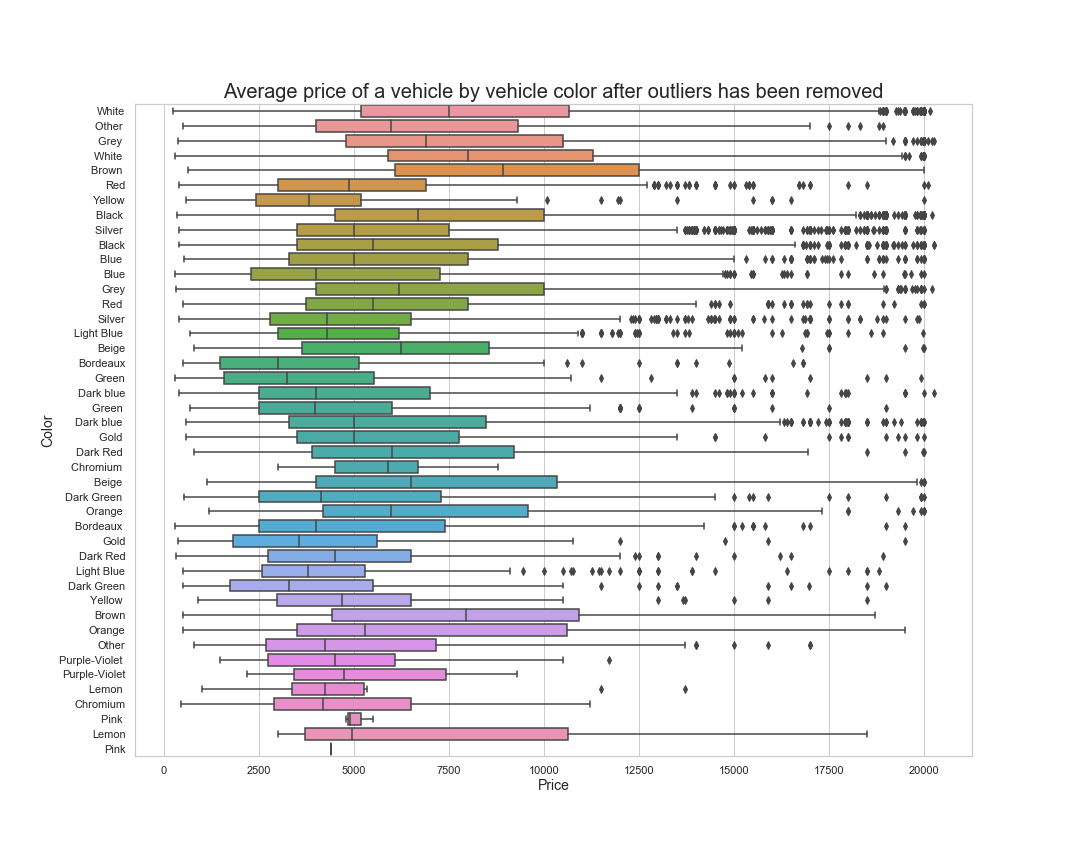 Average price of a vehicle by vehicle color after outliers has been removed
White
Other
Grey
White
Brown
Red
Yellow
Black
Silver
Black
Blue
Blue
Grey
Red
Silver
Light Blue
Beige
Bordeaux
Green
Dark blue
Green
Dark blue
Gold
Dark Red
Chromium
Beige
Dark Green
Orange
Bordeaux
Gold
Dark Red
Light Blue
Dark Green
Yellow
Brown
Orange
Other
Purple-Violet
Purple-Violet
Lemon
Chromium
Pink
Lemon
Pink
Color
0 2500 5000 7500 10000 12500 15000 17500 20000
Price